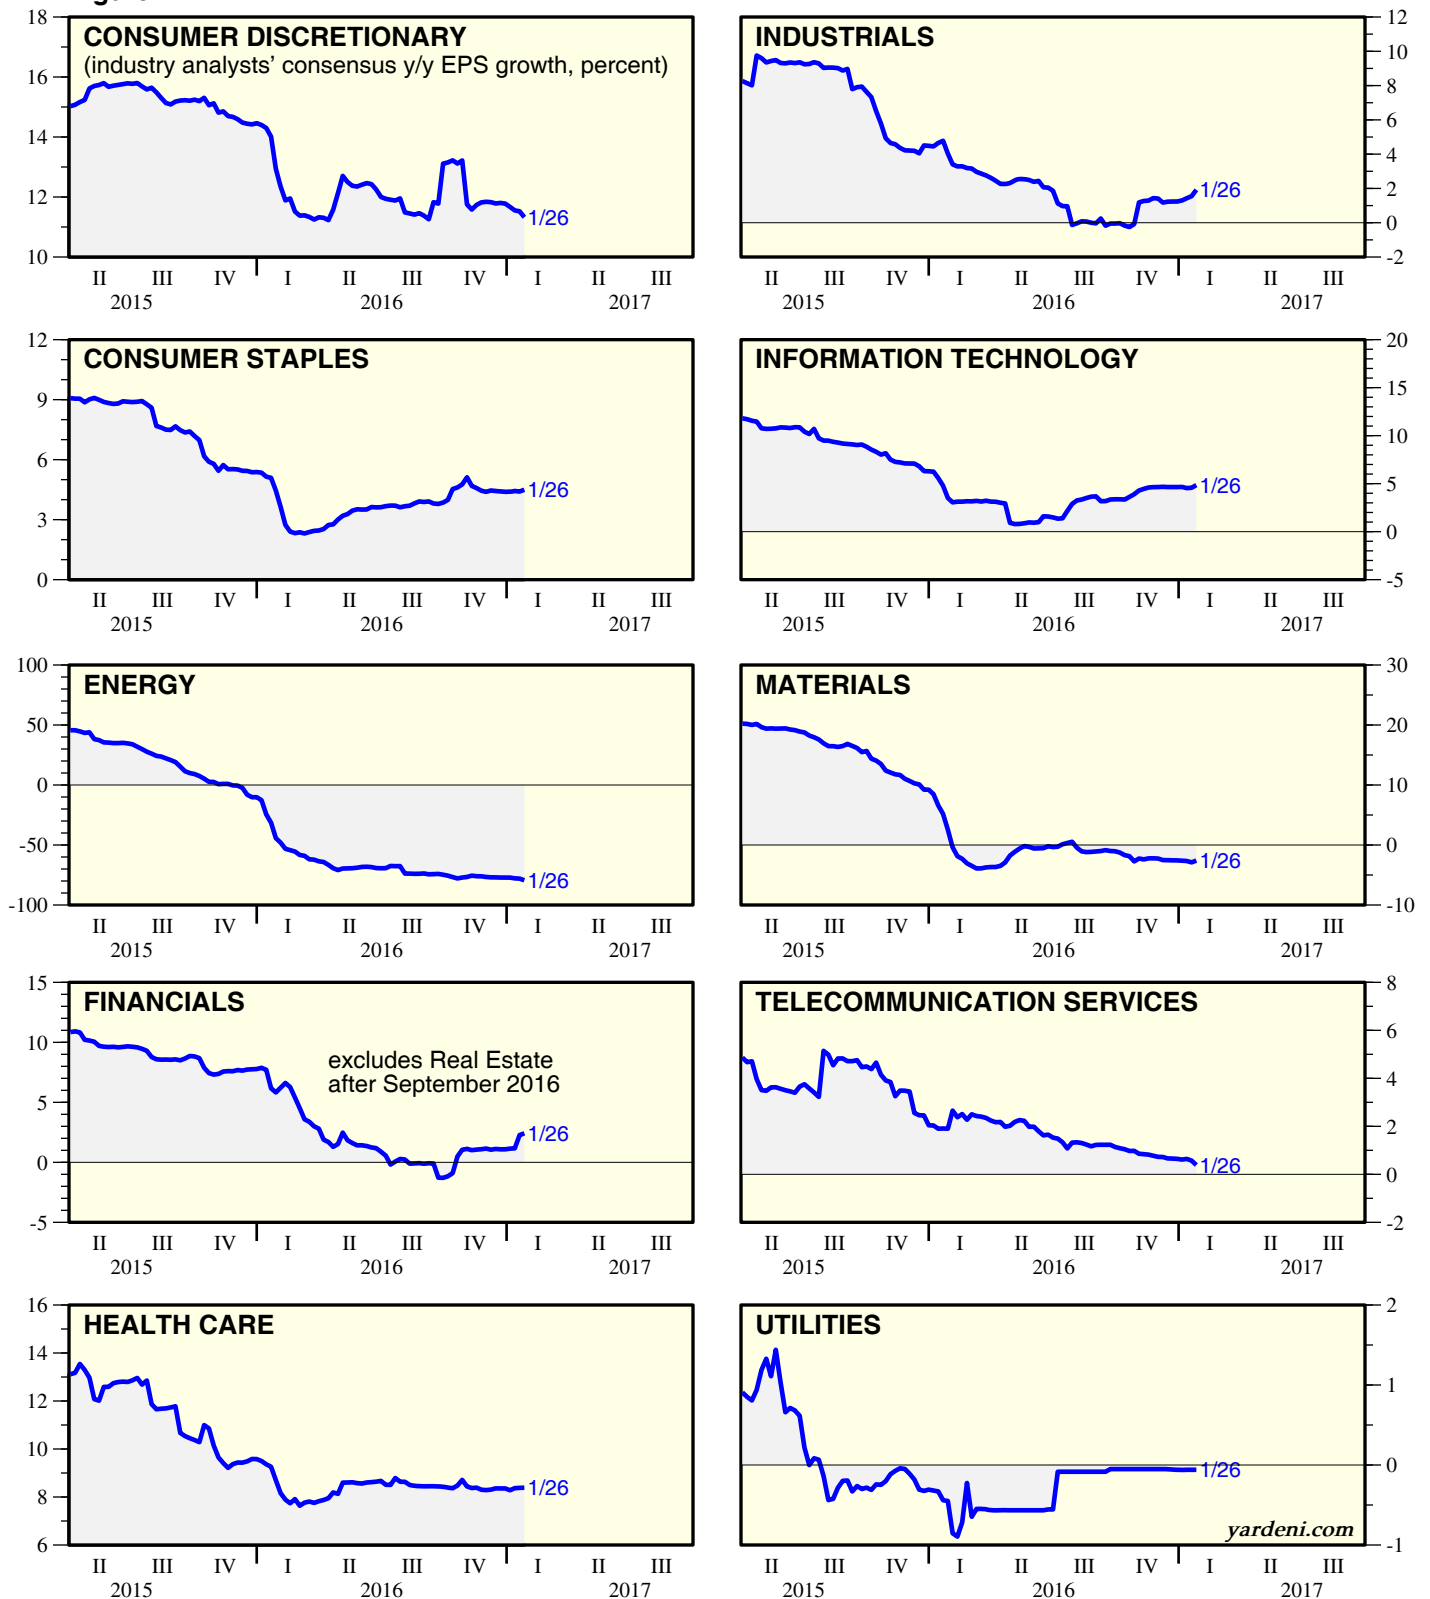 CONSUMER DISCRETIONARY
(industry analysts' consensus y/y EPS growth, percent)
18
16
14
12
10
1/26
II III IV I II III IV I II III
2015 2016 2017
INDUSTRIALS
12
10
8
6
4
2
0
-2
1/26
II III IV I II III IV I II III
2015 2016 2017
CONSUMER STAPLES
12
9
6
3
0
1/26
II III IV I II III IV I II III
2015 2016 2017
INFORMATION TECHNOLOGY
20
15
10
5
0
-5
1/26
II III IV I II III IV I II III
2015 2016 2017
ENERGY
100
50
0
-50
-100
1/26
II III IV I II III IV I II III
2015 2016 2017
MATERIALS
30
20
10
0
-10
1/26
II III IV I II III IV I II III
2015 2016 2017
FINANCIALS
excludes Real Estate
after September 2016
15
10
5
0
-5
1/26
II III IV I II III IV I II III
2015 2016 2017
TELECOMMUNICATION SERVICES
8
6
4
2
0
-2
1/26
II III IV I II III IV I II III
2015 2016 2017
HEALTH CARE
16
14
12
10
8
6
1/26
II III IV I II III IV I II III
2015 2016 2017
UTILITIES
2
1
0
-1
1/26
yardeni.com
II III IV I II III IV I II III
2015 2016 2017